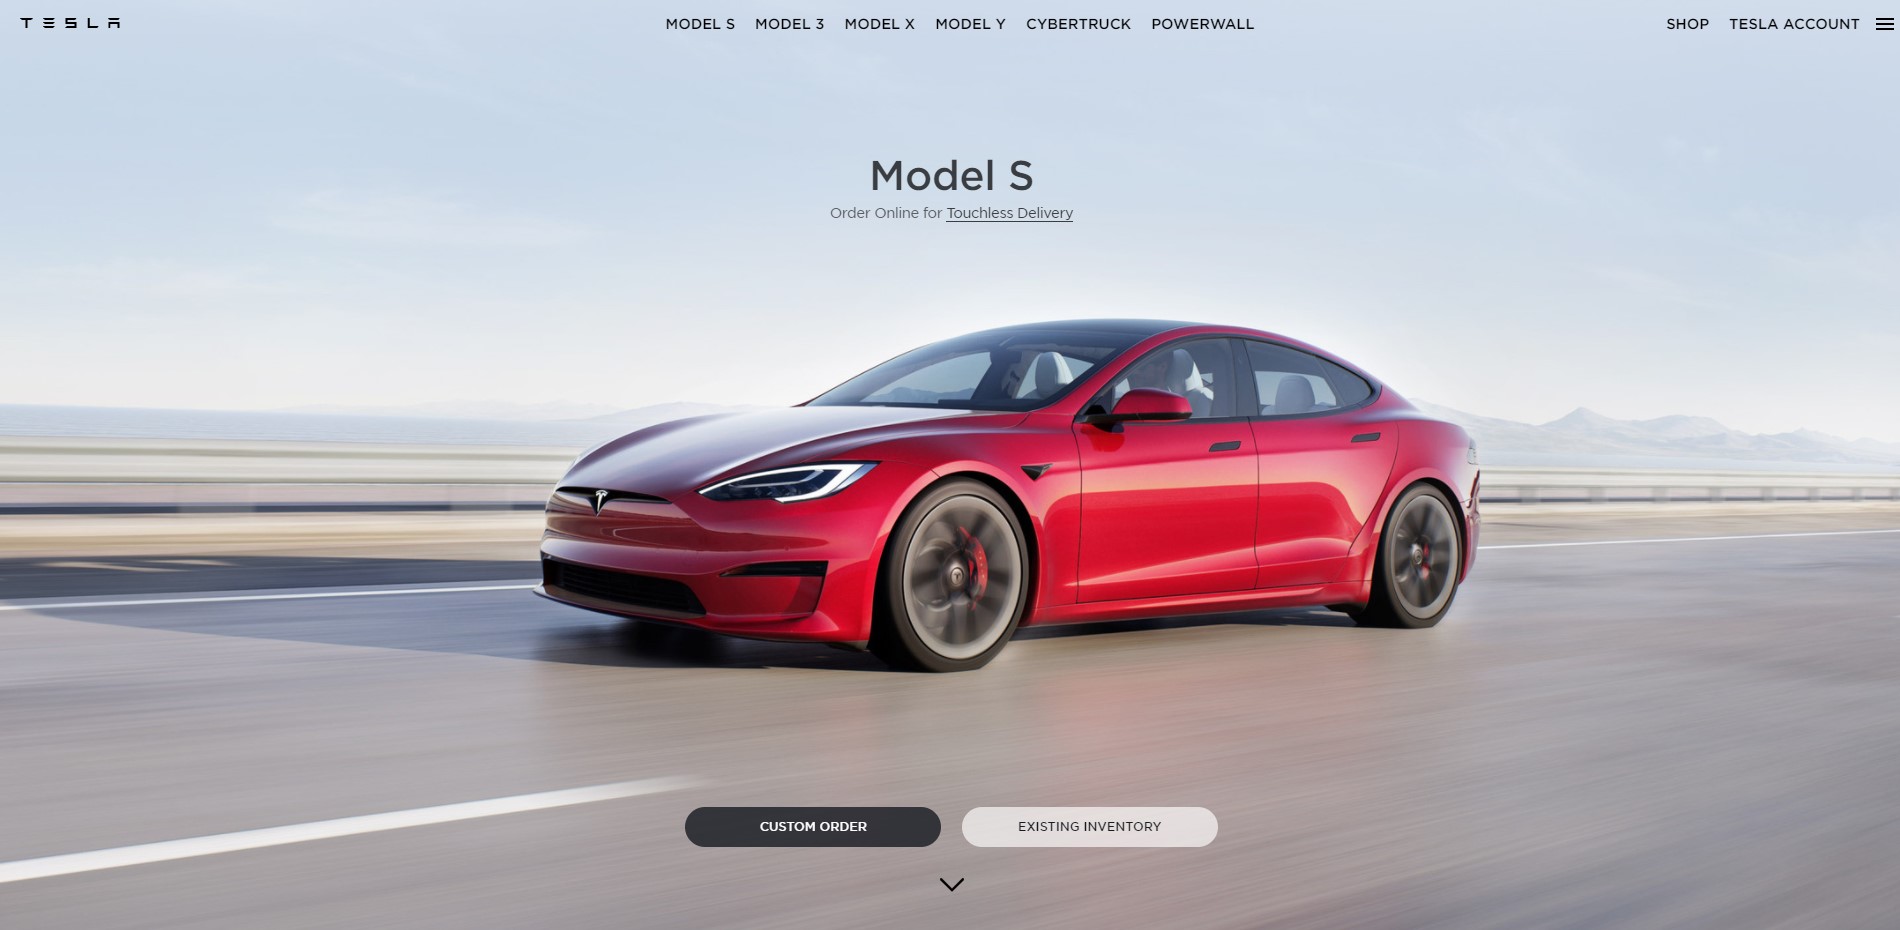 TESLA MODEL S MODEL 3 MODEL X MODEL Y CYBERTRUCK POWERWALL SHOP TESLA ACCOUNT
Model S
Order Online for Touchless Delivery
CUSTOM ORDER EXISTING INVENTORY